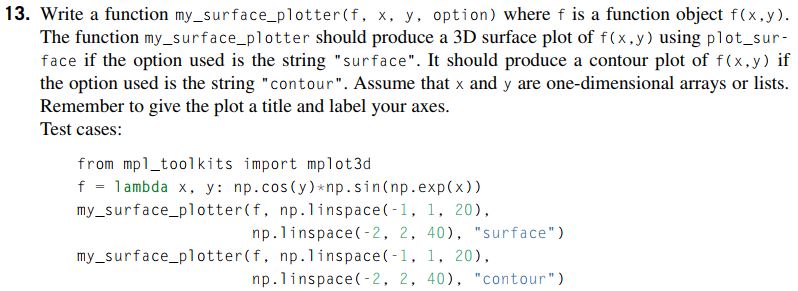 13. Write a function my_surface_plotter(f, x, y, option) where f is a function object f(x,y).
The function my_surface_plotter should produce a 3D surface plot of f(x,y) using plot_sur-
face if the option used is the string "surface". It should produce a contour plot of f(x,y) if
the option used is the string "contour". Assume that x and y are one-dimensional arrays or lists.
Remember to give the plot a title and label your axes.
Test cases:
from mpl_toolkits import mplot3d
f = lambda x, y: np.cos(y)*np.sin(np.exp(x))
my_surface_plotter(f, np.linspace(-1, 1, 20),
np.linspace(-2, 2, 40), "surface")
my_surface_plotter(f, np.linspace(-1, 1, 20),
np.linspace(-2, 2, 40), "contour")